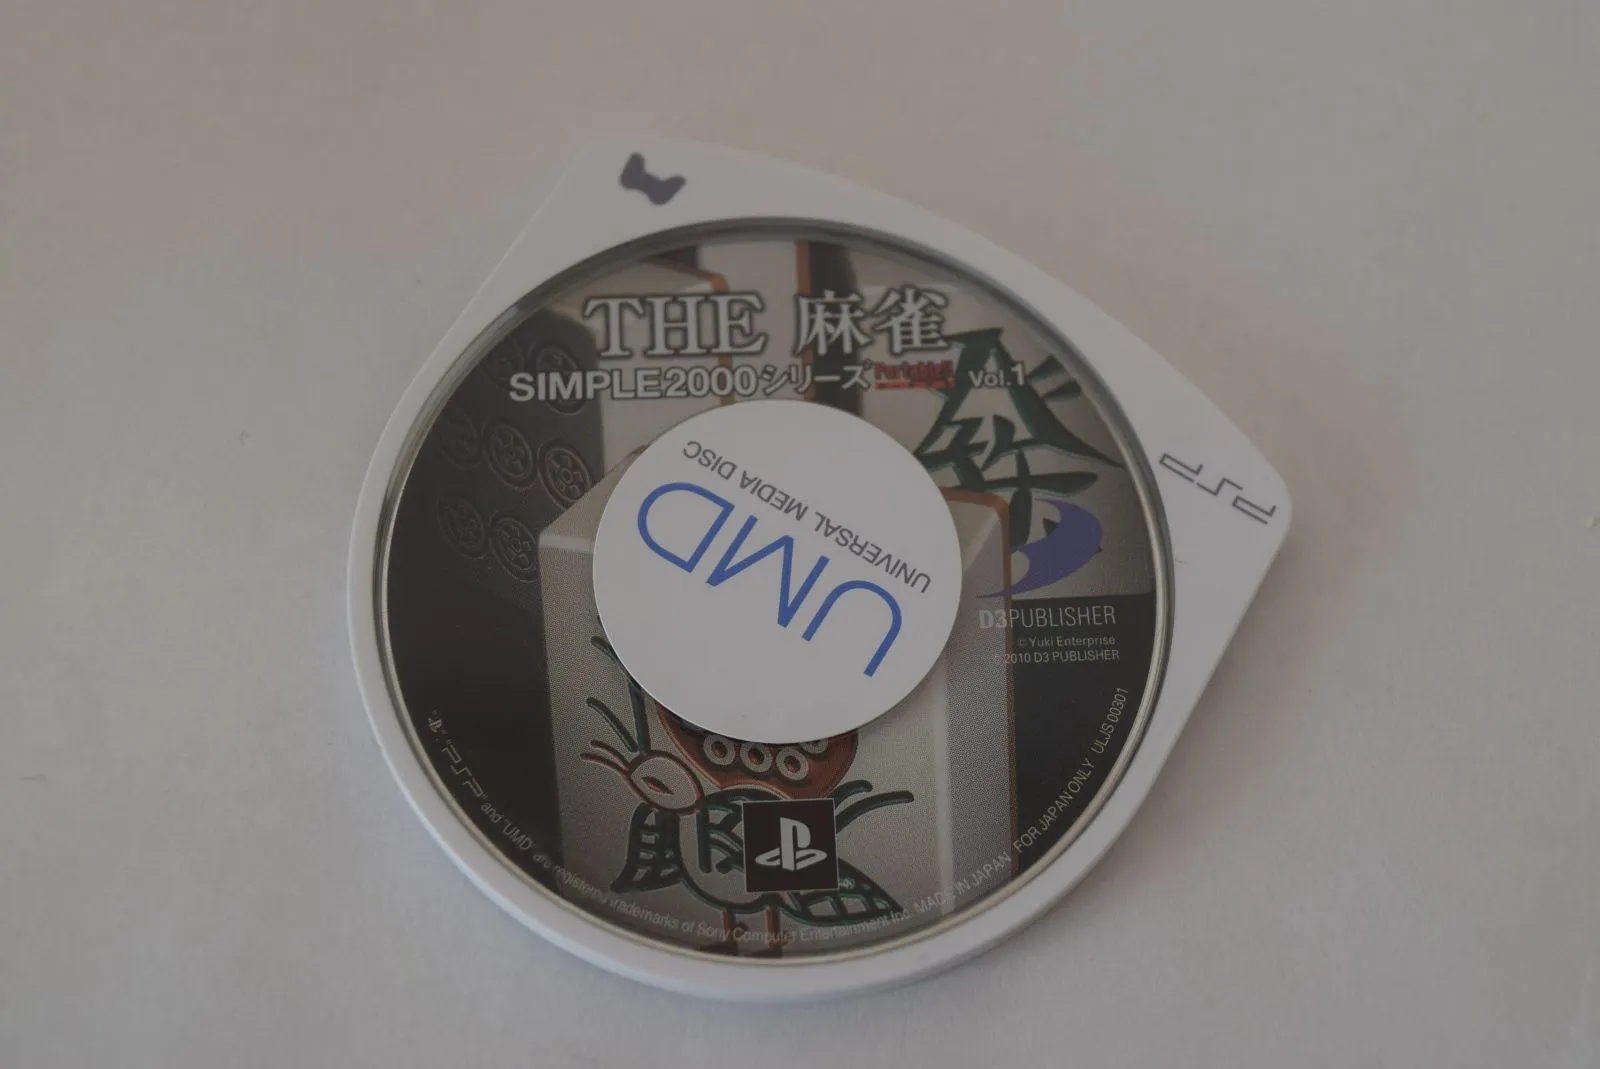 THE 麻雀
SIMPLE2000シリーズ Portable!! Vol.1
UNIVERSAL MEDIA DISC
UMD
PSP
發
D3PUBLISHER
© Yuki Enterprise
© 2010 D3 PUBLISHER
"PSP" and "UMD" are registered trademarks of Sony Computer Entertainment Inc. MADE IN JAPAN FOR JAPAN ONLY ULJS 00301